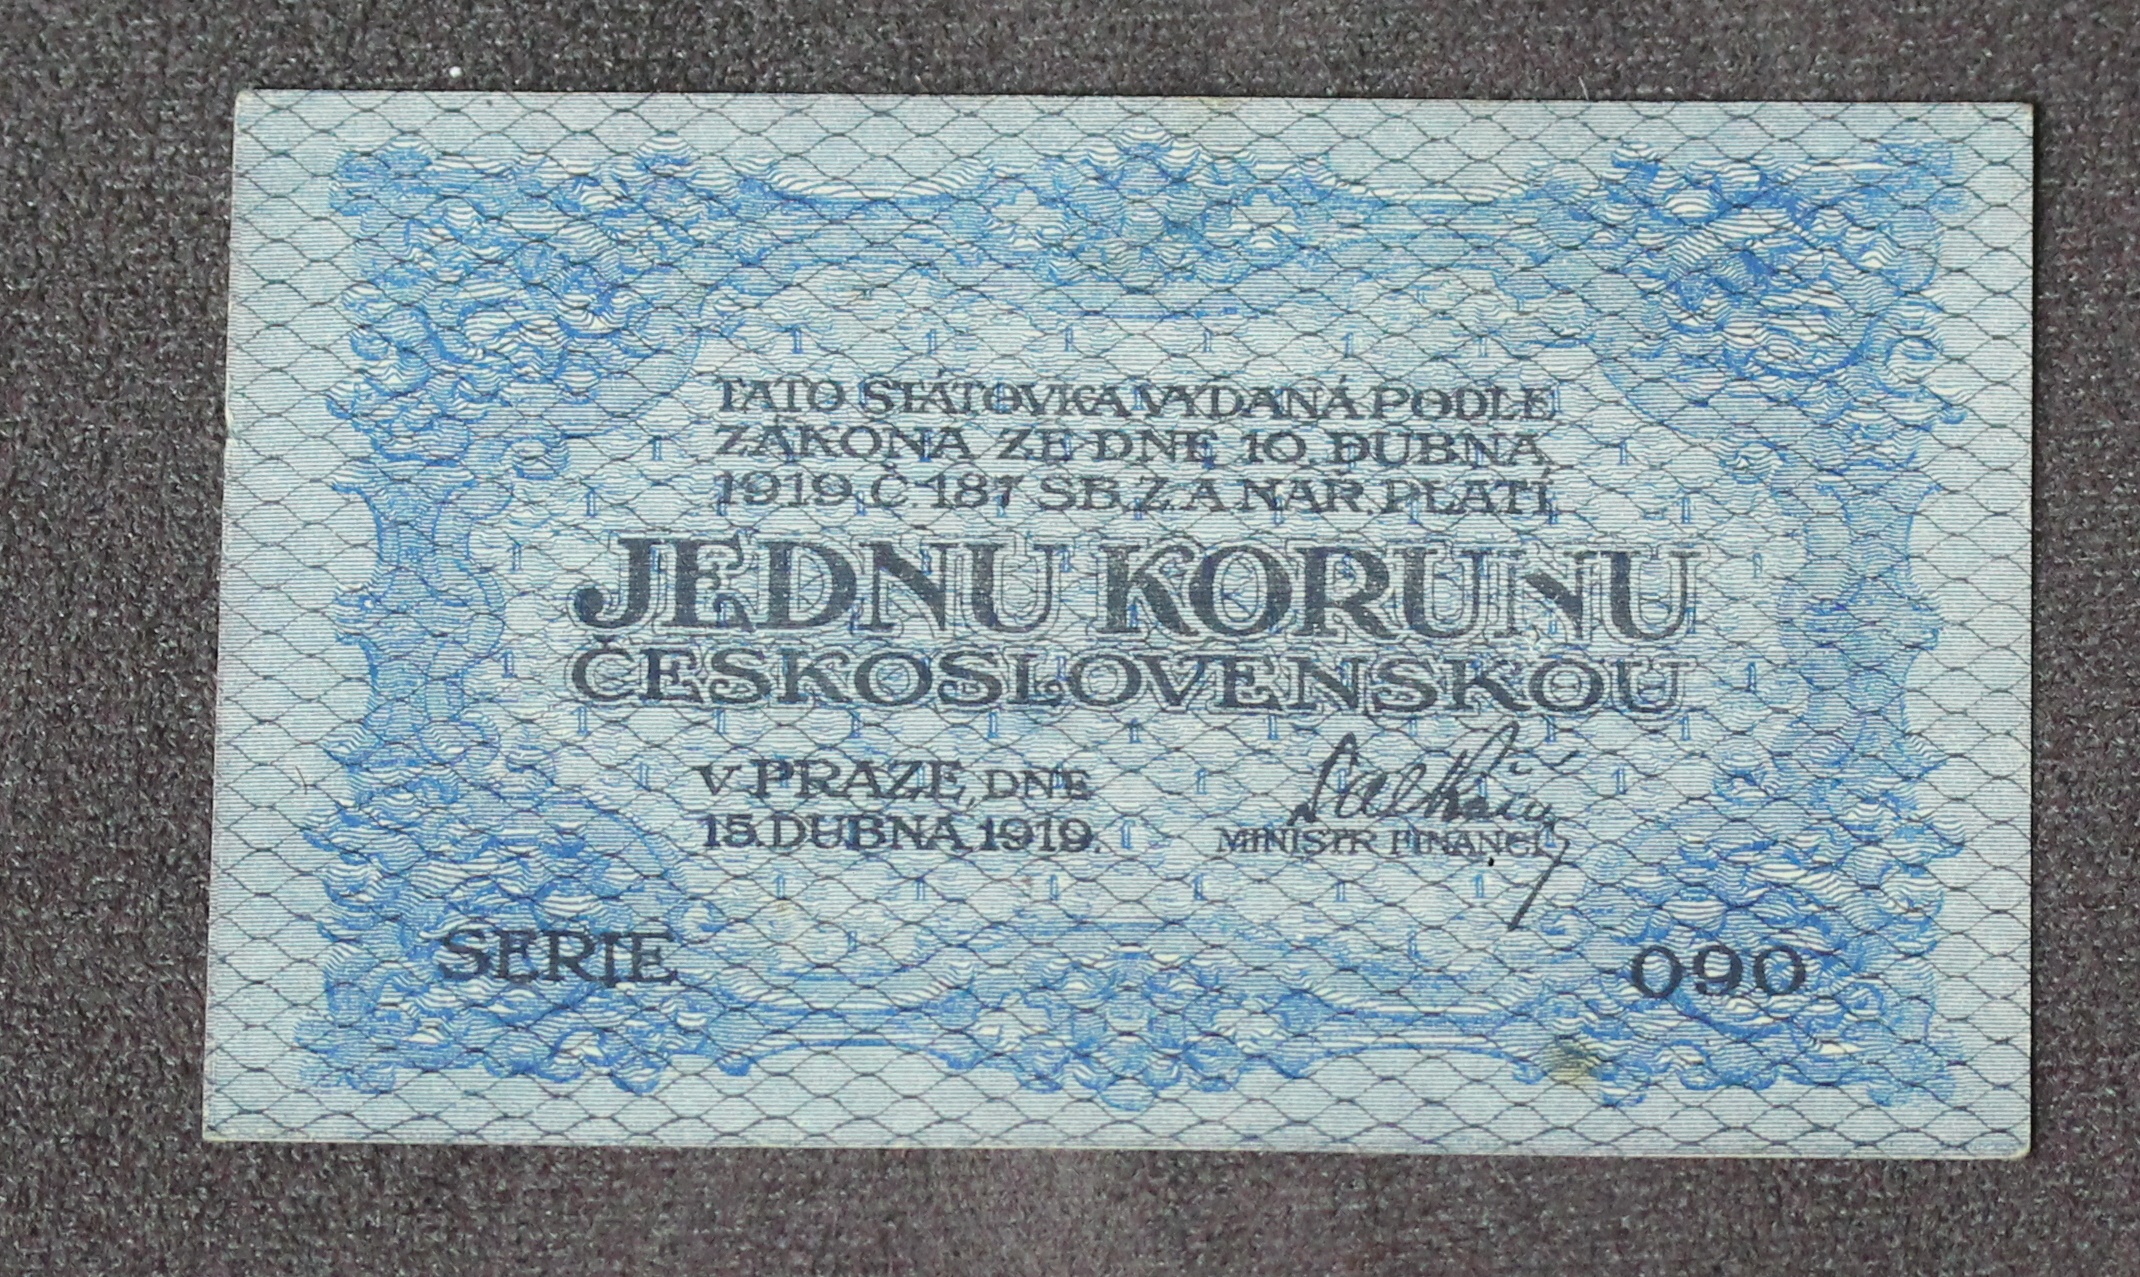 TATO STÁTOVKA VYDANÁ PODLE
ZÁKONA ZE DNE 10. DUBNA
1919 Č. 187 SB. Z. A NAŘ. PLATÍ
JEDNU KORUNU
ČESKOSLOVENSKOU
V PRAZE, DNE
15. DUBNA 1919.
MINISTR FINANCÍ
SERIE 090